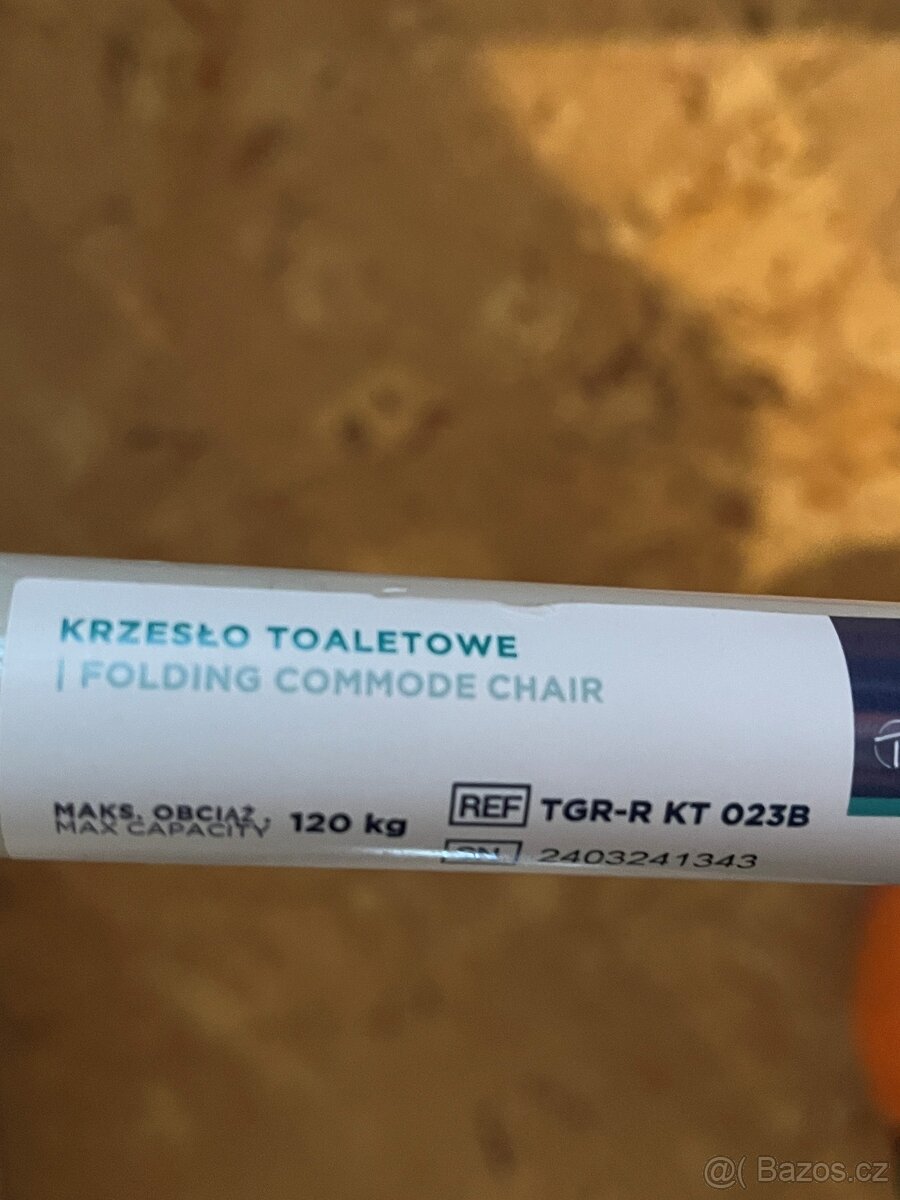 KRZESŁO TOALETOWE
| FOLDING COMMODE CHAIR
MAKS. OBCIĄŻ.
MAX CAPACITY 120 kg
REF TGR-R KT 023B
SN 2403241343
@( Bazos.cz